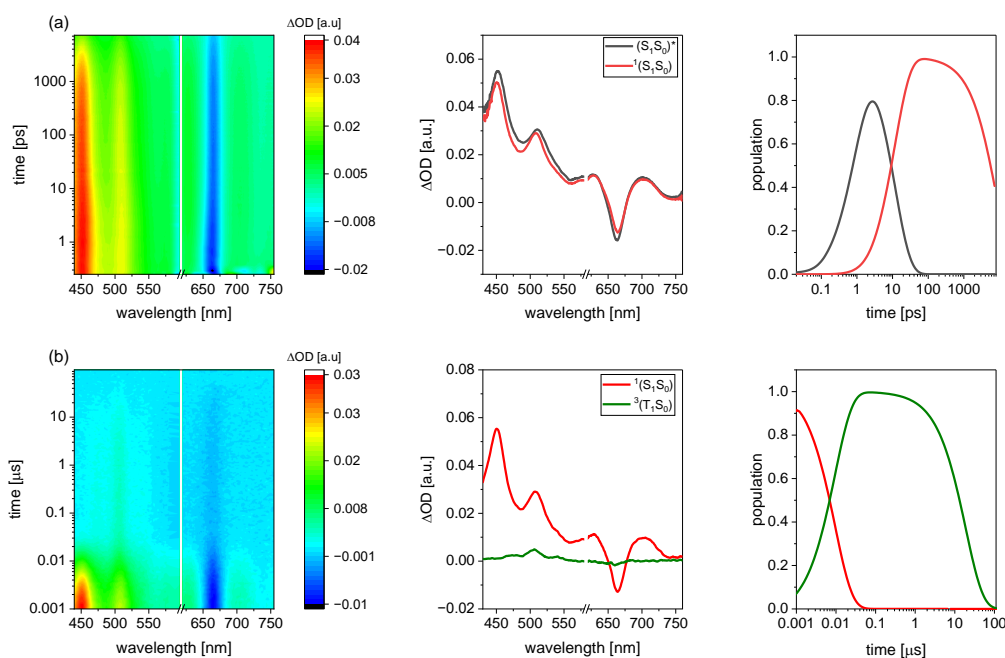 (a)
ΔOD [a.u]
1000
100
10
1
time [ps]
450 500 550 650 700 750
wavelength [nm]
0.04
0.03
0.02
0.005
−0.008
−0.02
0.06
0.04
0.02
0.00
−0.02
ΔOD [a.u.]
(S₁S₀)*
¹(S₁S₀)
450 500 550 650 700 750
wavelength [nm]
1.0
0.8
0.6
0.4
0.2
0.0
population
0.1 1 10 100 1000
time [ps]
(b)
ΔOD [a.u]
10
1
0.1
0.01
0.001
time [μs]
450 500 550 650 700 750
wavelength [nm]
0.03
0.03
0.02
0.01
−0.001
−0.01
0.08
0.06
0.04
0.02
0.00
−0.02
ΔOD [a.u.]
¹(S₁S₀)
³(T₁S₀)
450 500 550 650 700 750
wavelength [nm]
1.0
0.8
0.6
0.4
0.2
0.0
population
0.001 0.01 0.1 1 10 100
time [μs]